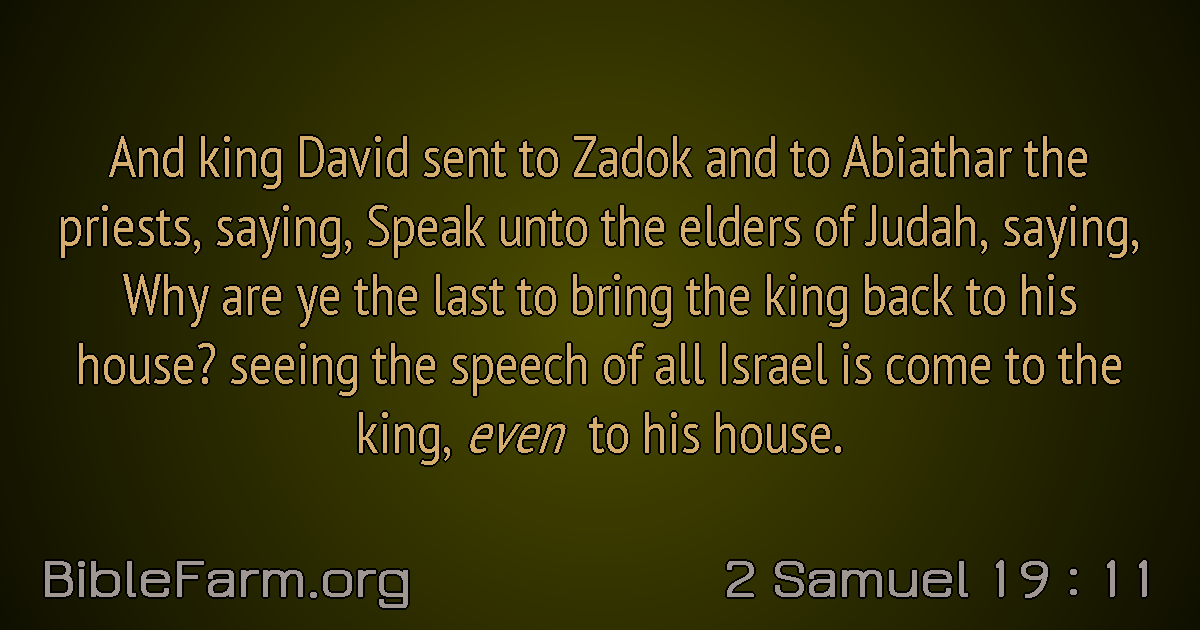 And king David sent to Zadok and to Abiathar the
priests, saying, Speak unto the elders of Judah, saying,
Why are ye the last to bring the king back to his
house? seeing the speech of all Israel is come to the
king, even to his house.
BibleFarm.org
2 Samuel 19 : 11